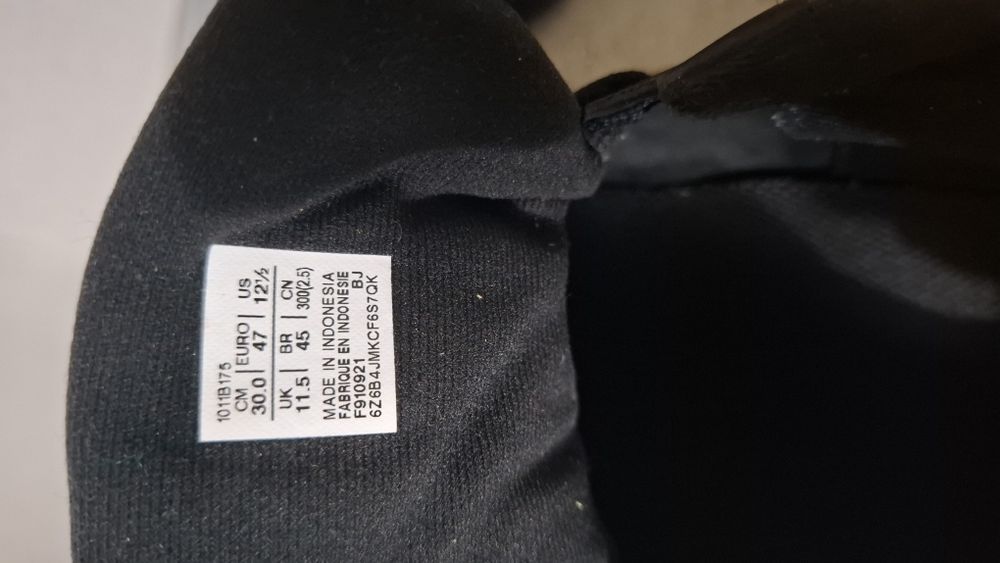 1011B175
CM | EURO | US
30.0 | 47 | 12½
UK | BR | CN
11.5 | 45 | 300(2.5)
MADE IN INDONESIA
FABRIQUE EN INDONESIE
F910921 BJ
6Z6B4JMKCF6S7QK